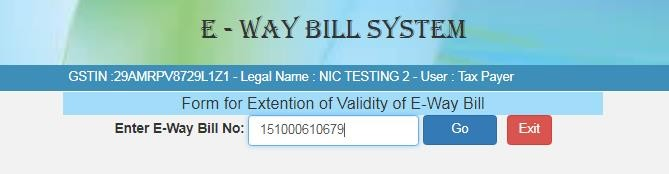 E - WAY BILL SYSTEM
GSTIN :29AMRPV8729L1Z1 - Legal Name : NIC TESTING 2 - User : Tax Payer
Form for Extention of Validity of E-Way Bill
Enter E-Way Bill No: 151000610679 Go Exit